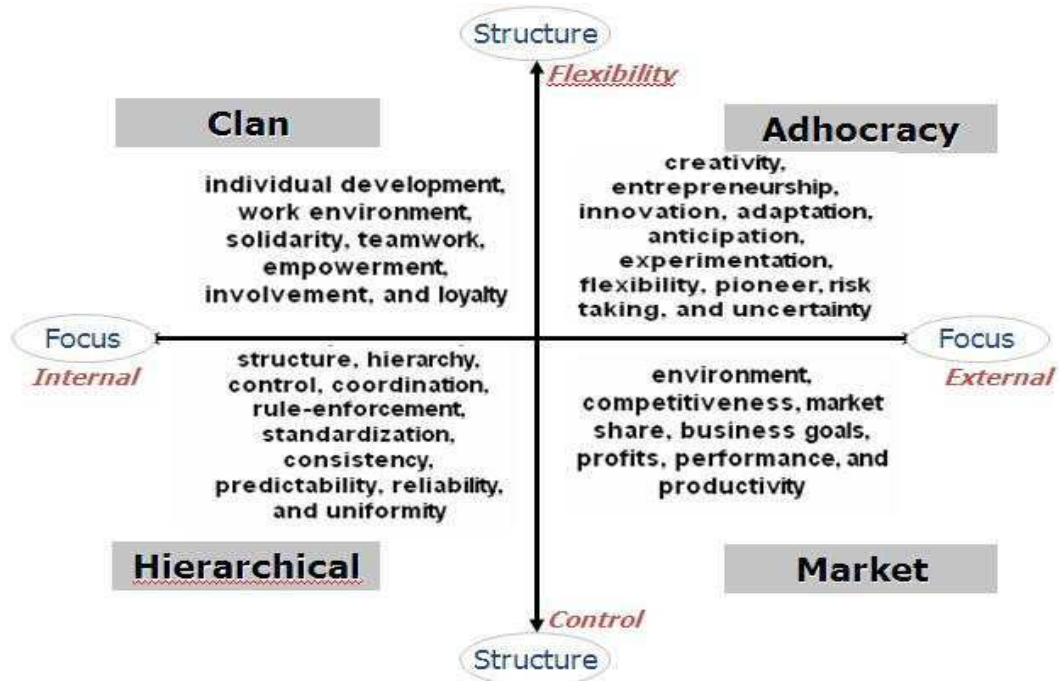 Structure
Flexibility
Clan
individual development,
work environment,
solidarity, teamwork,
empowerment,
involvement, and loyalty
Adhocracy
creativity,
entrepreneurship,
innovation, adaptation,
anticipation,
experimentation,
flexibility, pioneer, risk
taking, and uncertainty
Focus
Internal
Focus
External
structure, hierarchy,
control, coordination,
rule-enforcement,
standardization,
consistency,
predictability, reliability,
and uniformity
Hierarchical
environment,
competitiveness, market
share, business goals,
profits, performance, and
productivity
Market
Control
Structure